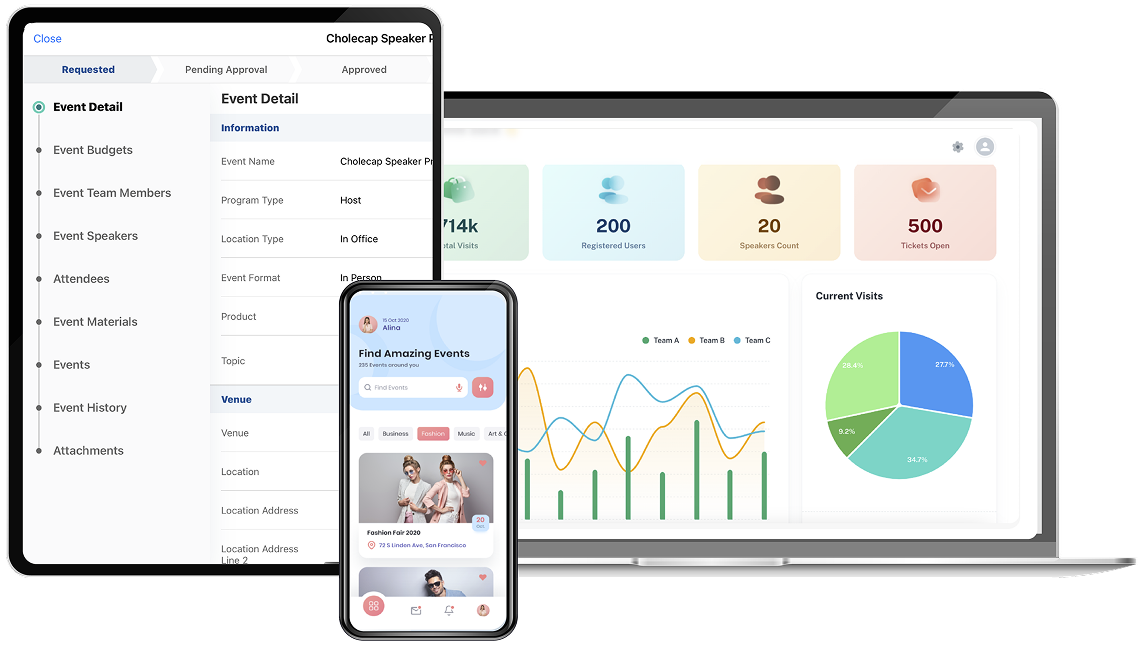 Close
Cholecap Speaker P
Requested
Pending Approval
Approved
Event Detail
Event Budgets
Event Team Members
Event Speakers
Attendees
Event Materials
Events
Event History
Attachments
Event Detail
Information
Event Name
Cholecap Speaker Pr
Program Type
Host
Location Type
In Office
Event Format
In Person
Product
Topic
Venue
Venue
Location
Location Address
Location Address
Line 2
15 Oct 2020
Alina
Find Amazing Events
235 Events around you
Find Events
All
Business
Fashion
Music
Art & C
20
Oct.
Fashion Fair 2020
72 S Linden Ave, San Francisco
714k
tal Visits
200
Registered Users
20
Speakers Count
500
Tickets Open
Team A
Team B
Team C
Current Visits
28.4%
27.7%
9.2%
34.7%